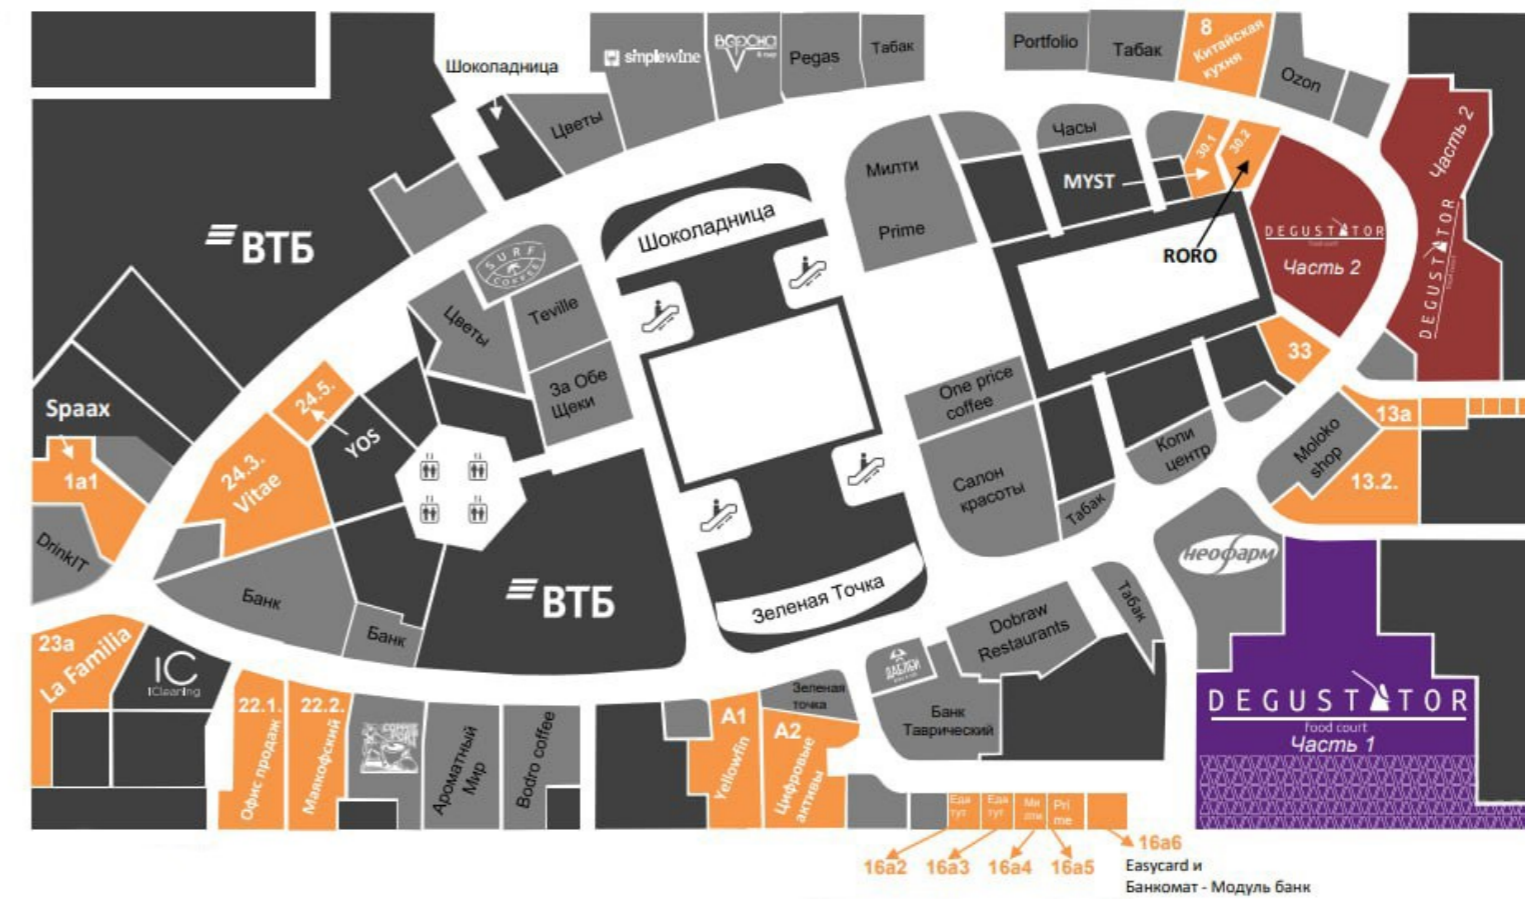 Шоколадница
simplewine
Pegas
Табак
Portfolio
Табак
8
Китайская
кухня
Ozon
Цветы
Часть 2
Милти
Prime
Часы
MYST
30.1
30.2
RORO
DEGUSTATOR
food court
Часть 2
DEGUSTATOR
ВТБ
Шоколадница
SURF
COFFEE
Цветы
Teville
За Обе
Щеки
One price
coffee
33
13a
Moloko
shop
13.2.
Spaax
1a1
24.5.
YOS
24.3.
Vitae
DrinkIT
Салон
красоты
Копи
центр
Табак
неофарм
Банк
Банк
ВТБ
Зеленая Точка
Dobraw
Restaurants
Табак
23a
La Familia
IC
ICleaning
22.1.
Офис продаж
22.2.
Маякофский
Ароматный
Мир
Bodro coffee
A1
Yellowfin
A2
Цифровые
активы
Зеленая
точка
ДАБЛБИ
Банк
Таврический
DEGUSTATOR
food court
Часть 1
Еда
тут
Еда
тут
Ми
лти
Pri
me
16a2
16a3
16a4
16a5
16a6
Easycard и
Банкомат - Модуль банк